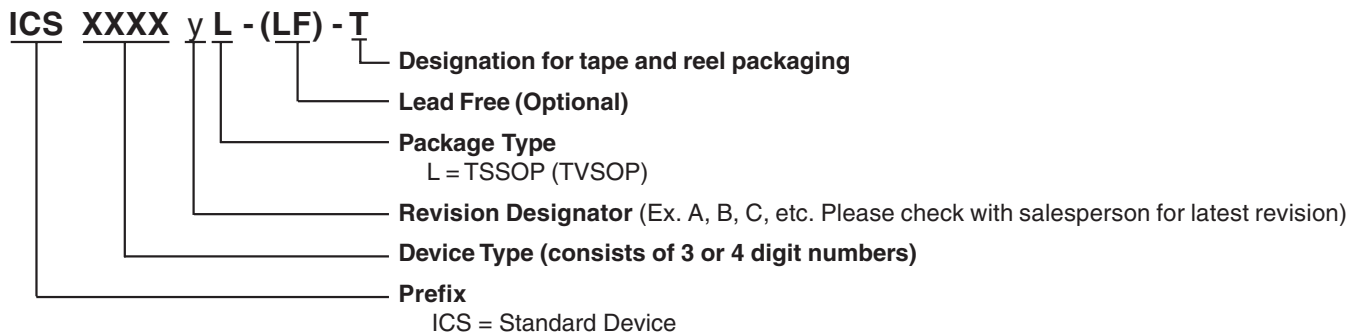 ICS XXXX y L - (LF) - T
Designation for tape and reel packaging
Lead Free (Optional)
Package Type
L = TSSOP (TVSOP)
Revision Designator (Ex. A, B, C, etc. Please check with salesperson for latest revision)
Device Type (consists of 3 or 4 digit numbers)
Prefix
ICS = Standard Device